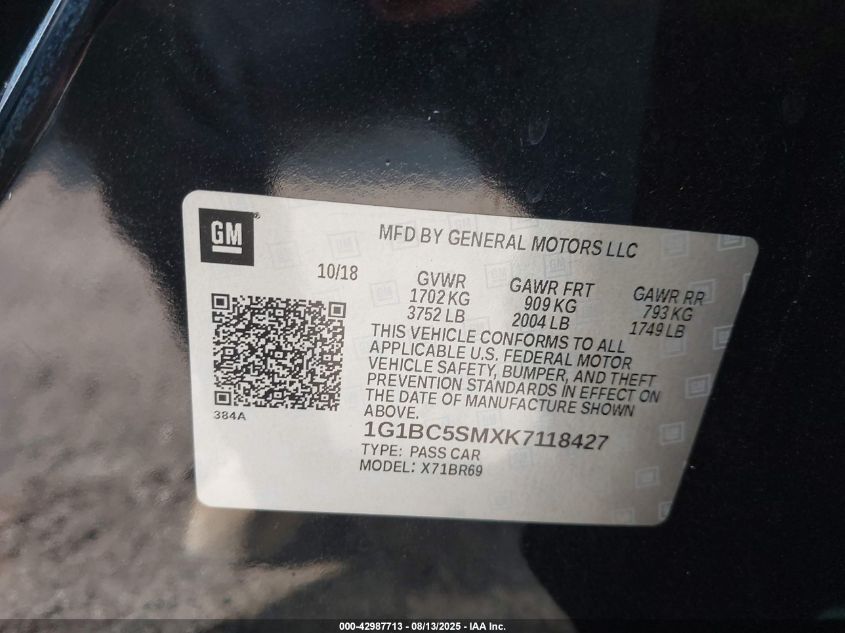 GM®
MFD BY GENERAL MOTORS LLC
10/18
GVWR
1702 KG
3752 LB
GAWR FRT
909 KG
2004 LB
GAWR RR
793 KG
1749 LB
THIS VEHICLE CONFORMS TO ALL
APPLICABLE U.S. FEDERAL MOTOR
VEHICLE SAFETY, BUMPER, AND THEFT
PREVENTION STANDARDS IN EFFECT ON
THE DATE OF MANUFACTURE SHOWN
ABOVE.
384A
1G1BC5SMXK7118427
TYPE: PASS CAR
MODEL: X71BR69
000-42987713 - 08/13/2025 - IAA Inc.